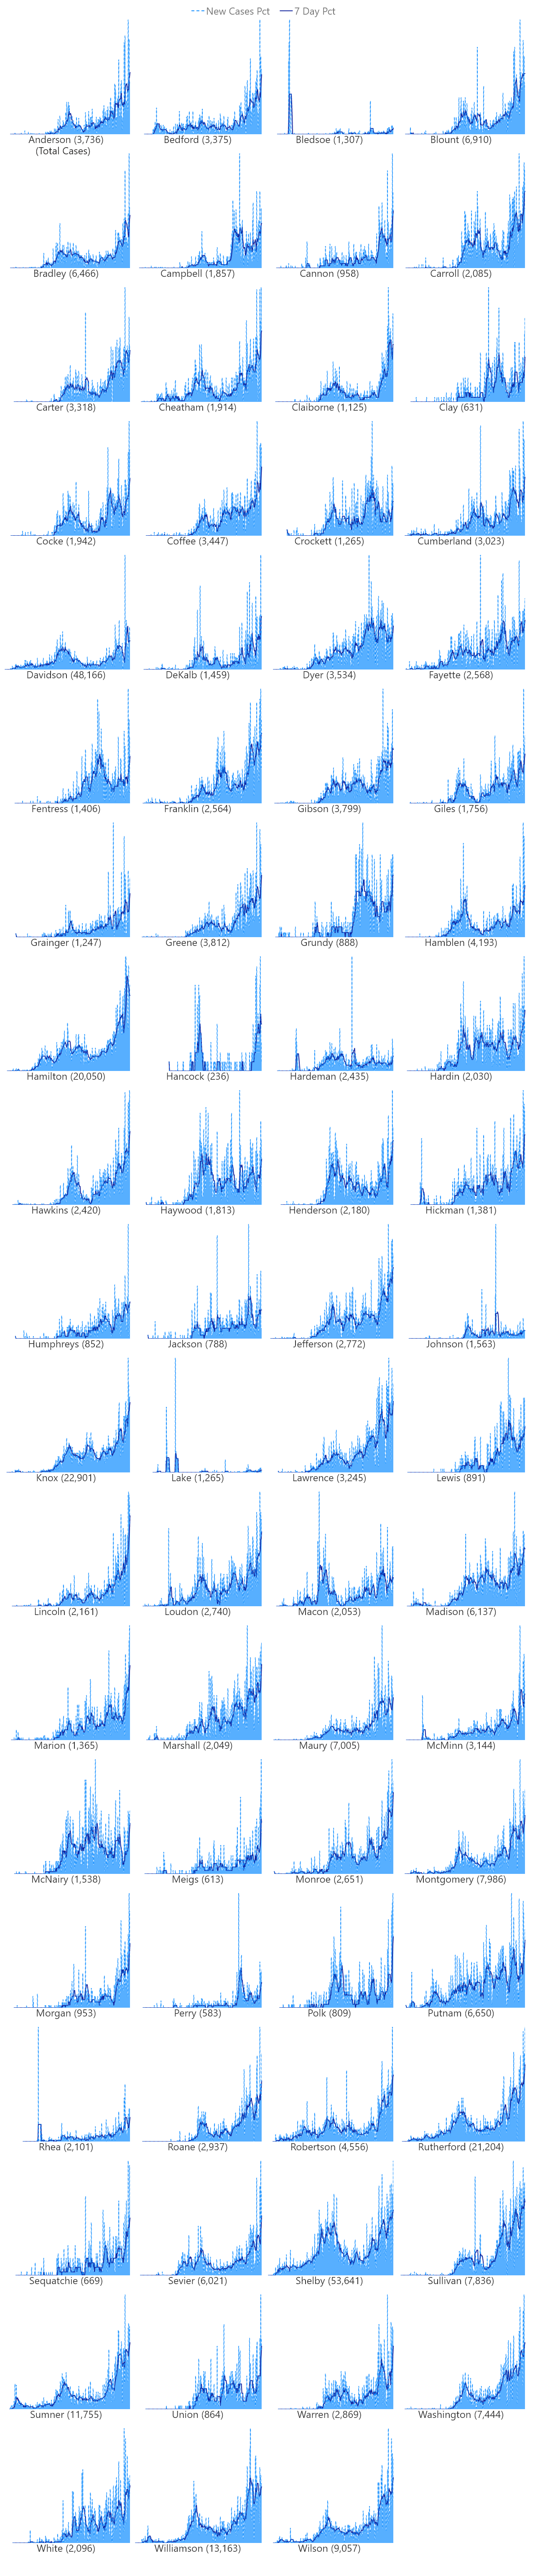 New Cases Pct 7 Day Pct
Anderson (3,736) Bedford (3,375) Bledsoe (1,307) Blount (6,910)
(Total Cases)
Bradley (6,466) Campbell (1,857) Cannon (958) Carroll (2,085)
Carter (3,318) Cheatham (1,914) Claiborne (1,125) Clay (631)
Cocke (1,942) Coffee (3,447) Crockett (1,265) Cumberland (3,023)
Davidson (48,166) DeKalb (1,459) Dyer (3,534) Fayette (2,568)
Fentress (1,406) Franklin (2,564) Gibson (3,799) Giles (1,756)
Grainger (1,247) Greene (3,812) Grundy (888) Hamblen (4,193)
Hamilton (20,050) Hancock (236) Hardeman (2,435) Hardin (2,030)
Hawkins (2,420) Haywood (1,813) Henderson (2,180) Hickman (1,381)
Humphreys (852) Jackson (788) Jefferson (2,772) Johnson (1,563)
Knox (22,901) Lake (1,265) Lawrence (3,245) Lewis (891)
Lincoln (2,161) Loudon (2,740) Macon (2,053) Madison (6,137)
Marion (1,365) Marshall (2,049) Maury (7,005) McMinn (3,144)
McNairy (1,538) Meigs (613) Monroe (2,651) Montgomery (7,986)
Morgan (953) Perry (583) Polk (809) Putnam (6,650)
Rhea (2,101) Roane (2,937) Robertson (4,556) Rutherford (21,204)
Sequatchie (669) Sevier (6,021) Shelby (53,641) Sullivan (7,836)
Sumner (11,755) Union (864) Warren (2,869) Washington (7,444)
White (2,096) Williamson (13,163) Wilson (9,057)